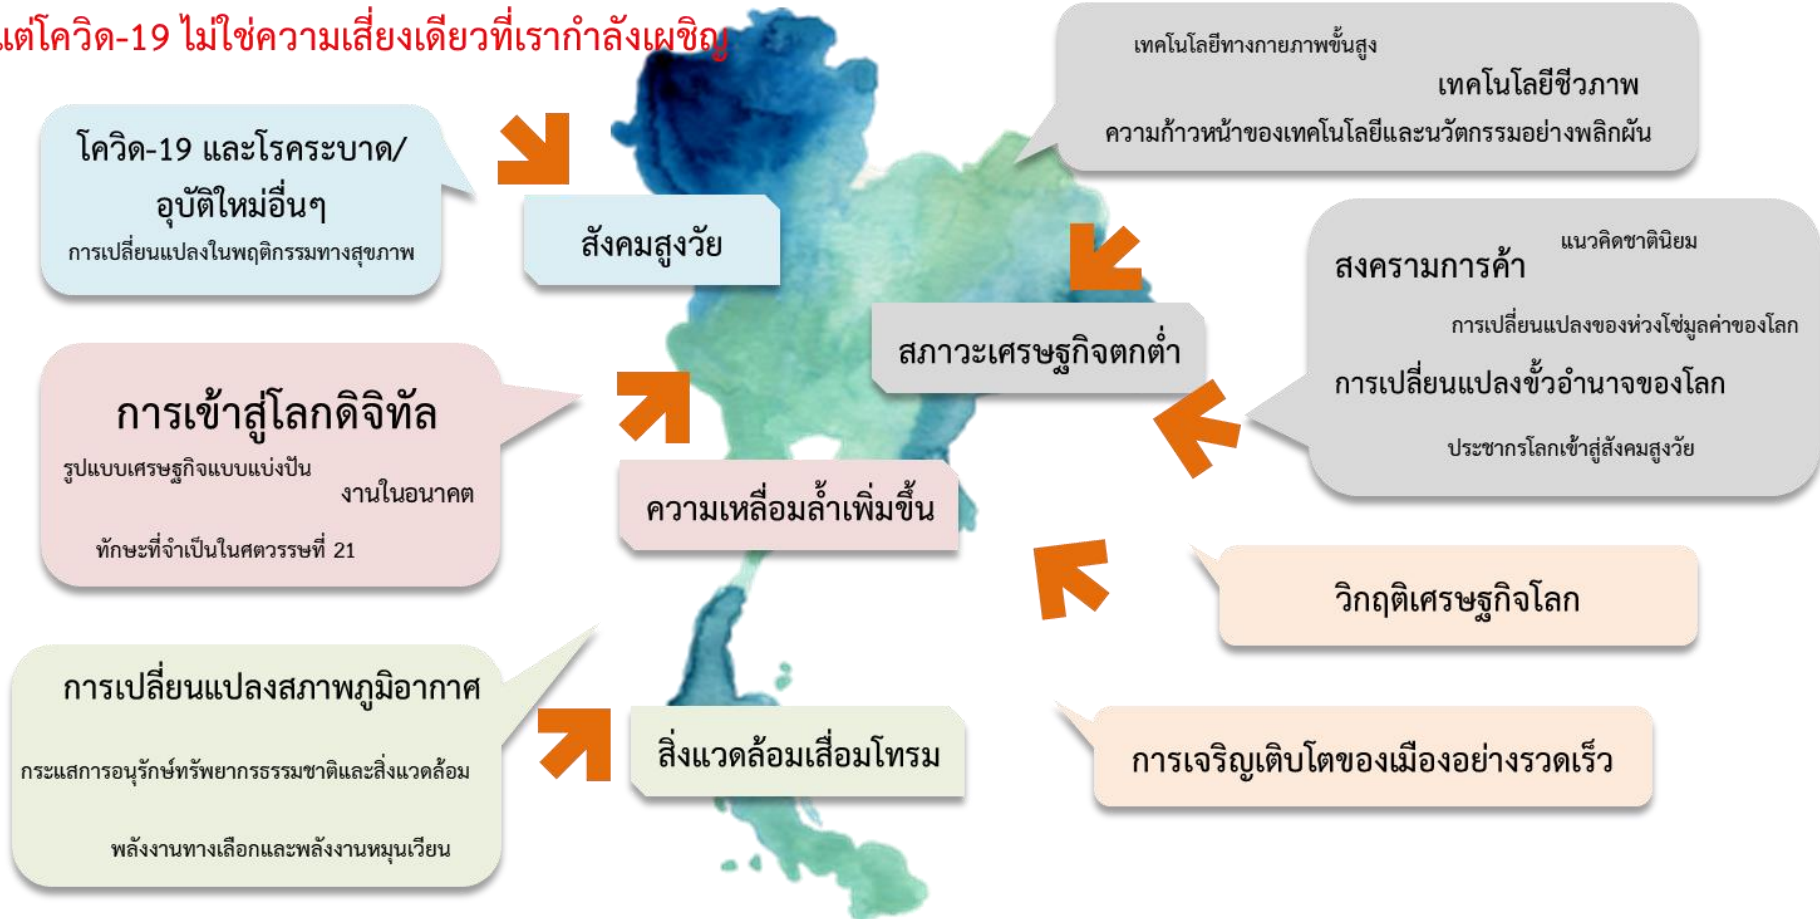 แต่โควิด-19 ไม่ใช่ความเสี่ยงเดียวที่เรากำลังเผชิญ
โควิด-19 และโรคระบาด/
อุบัติใหม่อื่นๆ
การเปลี่ยนแปลงในพฤติกรรมทางสุขภาพ
สังคมสูงวัย
เทคโนโลยีทางกายภาพขั้นสูง
เทคโนโลยีชีวภาพ
ความก้าวหน้าของเทคโนโลยีและนวัตกรรมอย่างพลิกผัน
สภาวะเศรษฐกิจตกต่ำ
แนวคิดชาตินิยม
สงครามการค้า
การเปลี่ยนแปลงของห่วงโซ่มูลค่าของโลก
การเปลี่ยนแปลงขั้วอำนาจของโลก
ประชากรโลกเข้าสู่สังคมสูงวัย
การเข้าสู่โลกดิจิทัล
รูปแบบเศรษฐกิจแบบแบ่งปัน
งานในอนาคต
ทักษะที่จำเป็นในศตวรรษที่ 21
ความเหลื่อมล้ำเพิ่มขึ้น
วิกฤติเศรษฐกิจโลก
การเปลี่ยนแปลงสภาพภูมิอากาศ
กระแสการอนุรักษ์ทรัพยากรธรรมชาติและสิ่งแวดล้อม
พลังงานทางเลือกและพลังงานหมุนเวียน
สิ่งแวดล้อมเสื่อมโทรม
การเจริญเติบโตของเมืองอย่างรวดเร็ว